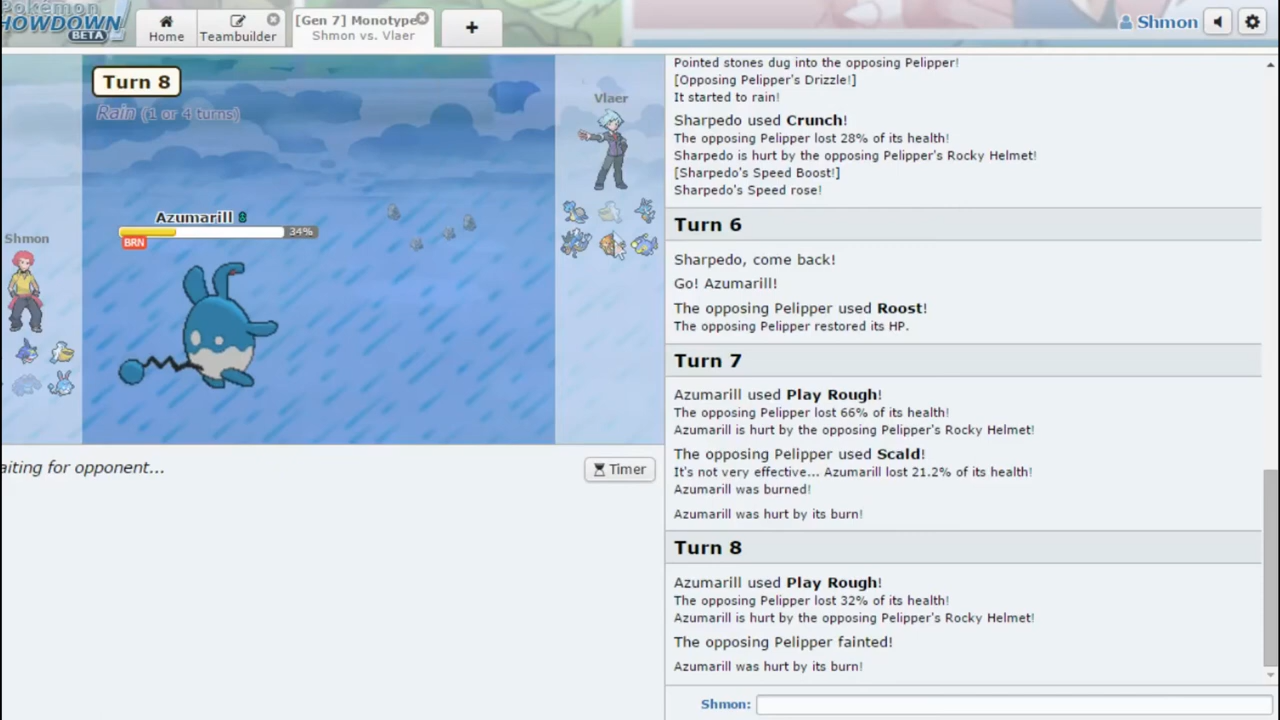 Pokémon
HOWDOWN!
BETA
Home
Teambuilder
[Gen 7] Monotype
Shmon vs. Vlaer
+
Shmon
Turn 8
Rain (1 or 4 turns)
Azumarill
34%
BRN
Shmon
Vlaer
aiting for opponent...
Timer
Pointed stones dug into the opposing Pelipper!
[Opposing Pelipper's Drizzle!]
It started to rain!
Sharpedo used Crunch!
The opposing Pelipper lost 28% of its health!
Sharpedo is hurt by the opposing Pelipper's Rocky Helmet!
[Sharpedo's Speed Boost!]
Sharpedo's Speed rose!
Turn 6
Sharpedo, come back!
Go! Azumarill!
The opposing Pelipper used Roost!
The opposing Pelipper restored its HP.
Turn 7
Azumarill used Play Rough!
The opposing Pelipper lost 66% of its health!
Azumarill is hurt by the opposing Pelipper's Rocky Helmet!
The opposing Pelipper used Scald!
It's not very effective... Azumarill lost 21.2% of its health!
Azumarill was burned!
Azumarill was hurt by its burn!
Turn 8
Azumarill used Play Rough!
The opposing Pelipper lost 32% of its health!
Azumarill is hurt by the opposing Pelipper's Rocky Helmet!
The opposing Pelipper fainted!
Azumarill was hurt by its burn!
Shmon: